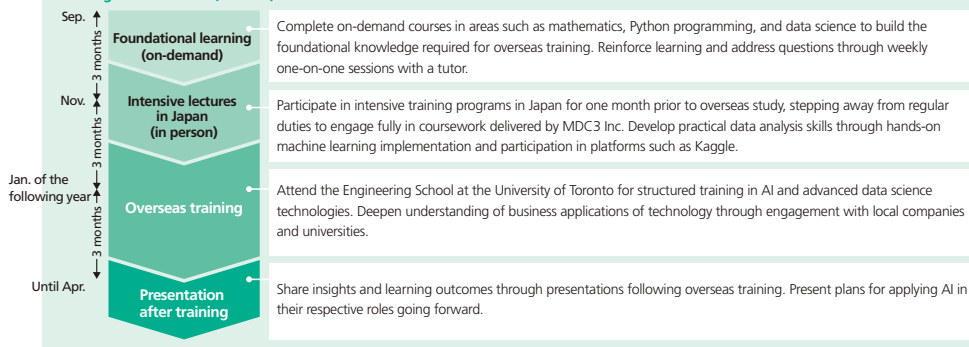 Sep.
3 months
Foundational learning
(on-demand)
Complete on-demand courses in areas such as mathematics, Python programming, and data science to build the
foundational knowledge required for overseas training. Reinforce learning and address questions through weekly
one-on-one sessions with a tutor.
Nov.
3 months
Intensive lectures
in Japan
(in person)
Participate in intensive training programs in Japan for one month prior to overseas study, stepping away from regular
duties to engage fully in coursework delivered by MDC3 Inc. Develop practical data analysis skills through hands-on
machine learning implementation and participation in platforms such as Kaggle.
Jan. of the
following year
3 months
Overseas training
Attend the Engineering School at the University of Toronto for structured training in AI and advanced data science
technologies. Deepen understanding of business applications of technology through engagement with local companies
and universities.
Until Apr.
Presentation
after training
Share insights and learning outcomes through presentations following overseas training. Present plans for applying AI in
their respective roles going forward.